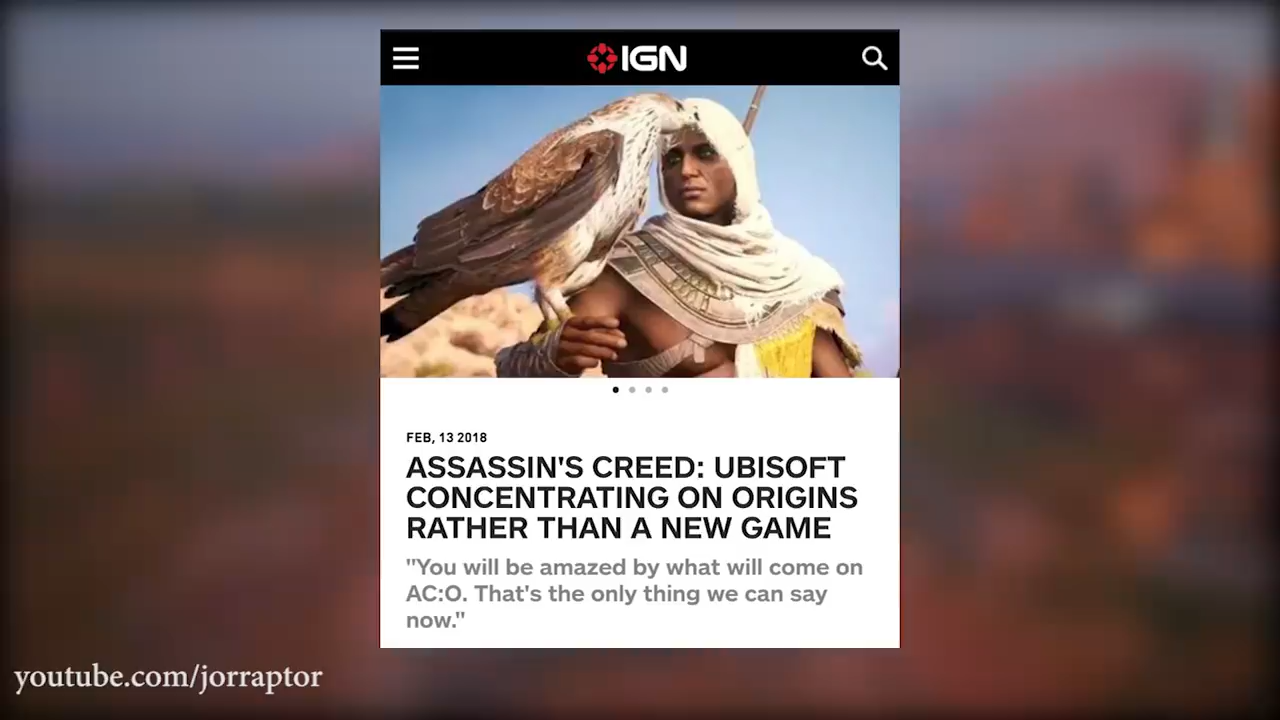 IGN
FEB, 13 2018
ASSASSIN'S CREED: UBISOFT
CONCENTRATING ON ORIGINS
RATHER THAN A NEW GAME
"You will be amazed by what will come on
AC:O. That's the only thing we can say
now."
youtube.com/jorraptor